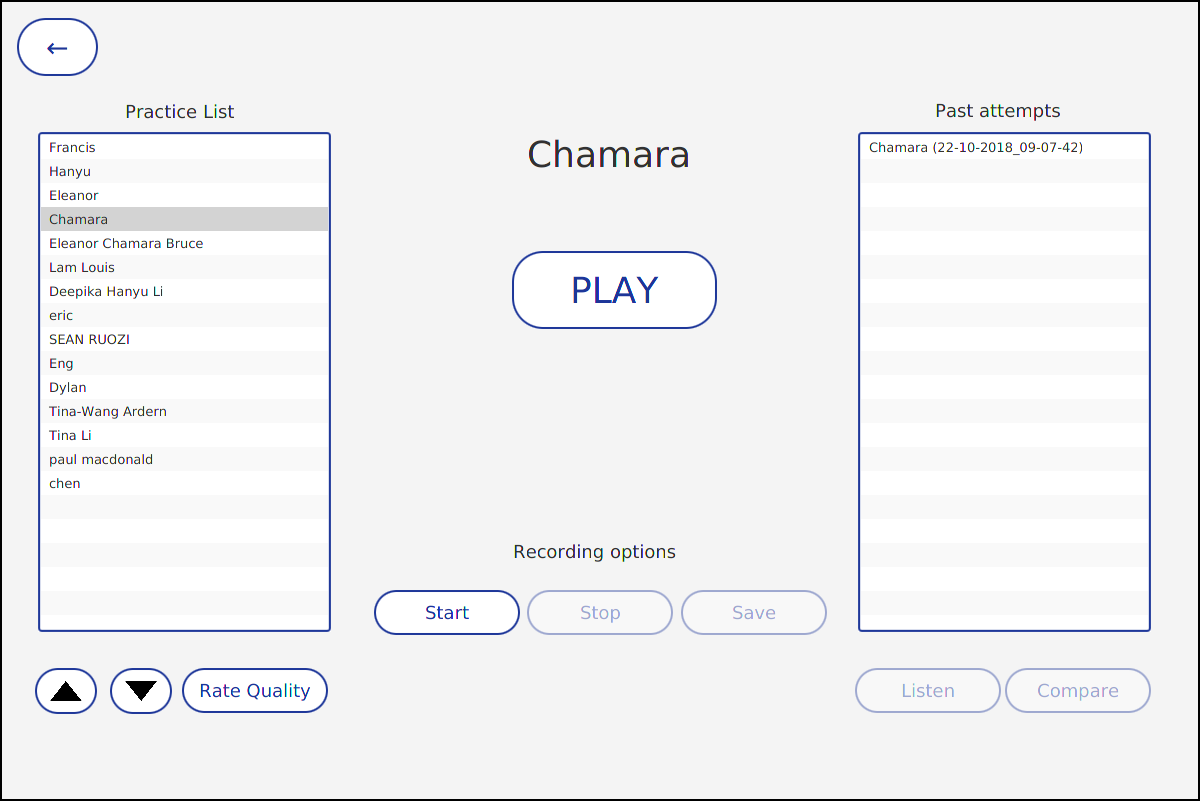 ←
Practice List
Francis
Hanyu
Eleanor
Chamara
Eleanor Chamara Bruce
Lam Louis
Deepika Hanyu Li
eric
SEAN RUOZI
Eng
Dylan
Tina-Wang Ardern
Tina Li
paul macdonald
chen
Rate Quality
Chamara
PLAY
Recording options
Start
Stop
Save
Past attempts
Chamara (22-10-2018_09-07-42)
Listen
Compare